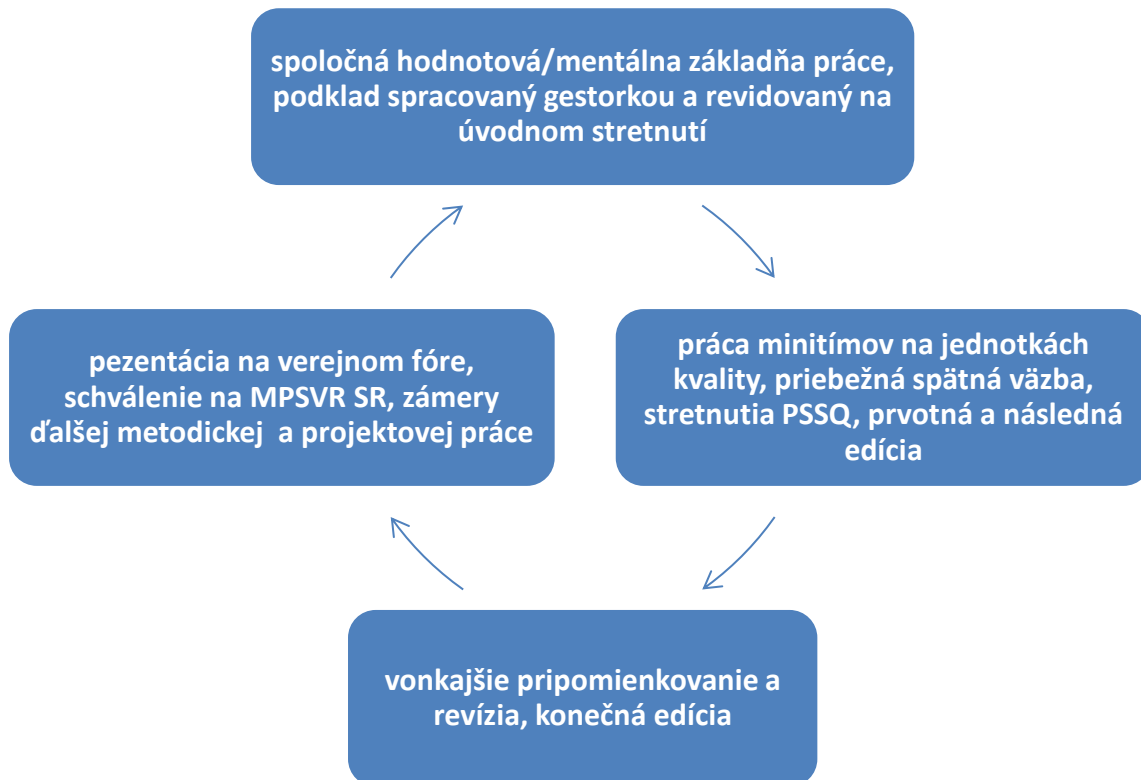 spoločná hodnotová/mentálna základňa práce,
podklad spracovaný gestorkou a revidovaný na
úvodnom stretnutí
práca minitímov na jednotkách
kvality, priebežná spätná väzba,
stretnutia PSSQ, prvotná a následná
edícia
vonkajšie pripomienkovanie a
revízia, konečná edícia
pezentácia na verejnom fóre,
schválenie na MPSVR SR, zámery
ďalšej metodickej  a projektovej práce